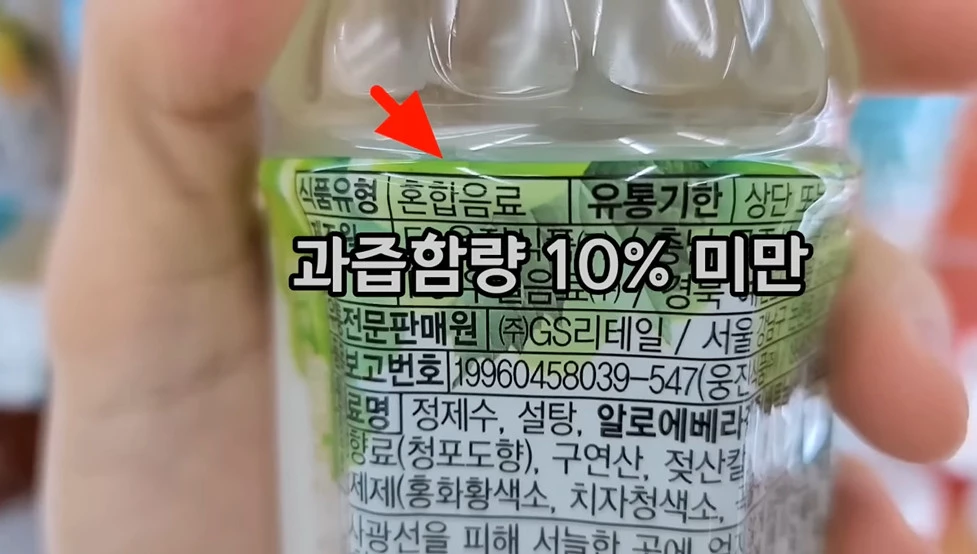 식품유형 혼합음료 유통기한 상단
과즙함량 10% 미만
전문판매원 ㈜GS리테일 / 서울
보고번호 19960458039-547(웅진
료명 정제수, 설탕, 알로에베라
향료(청포도향), 구연산, 젖산칼
세제(홍화황색소, 치자청색소,
사광선을 피해 서늘한 곳에